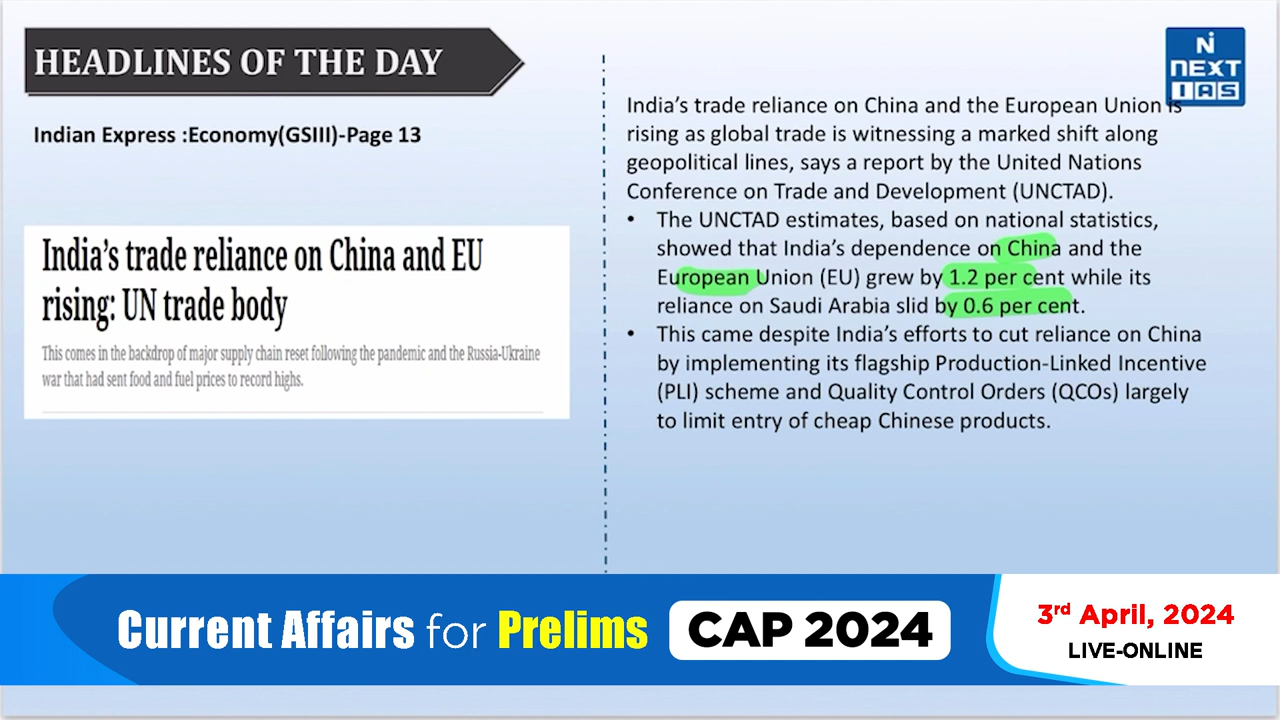 HEADLINES OF THE DAY
Indian Express :Economy(GSIII)-Page 13
India's trade reliance on China and EU
rising: UN trade body
This comes in the backdrop of major supply chain reset following the pandemic and the Russia-Ukraine
war that had sent food and fuel prices to record highs.
NEXT
IAS
India's trade reliance on China and the European Union is
rising as global trade is witnessing a marked shift along
geopolitical lines, says a report by the United Nations
Conference on Trade and Development (UNCTAD).
• The UNCTAD estimates, based on national statistics,
showed that India's dependence on China and the
European Union (EU) grew by 1.2 per cent while its
reliance on Saudi Arabia slid by 0.6 per cent.
• This came despite India's efforts to cut reliance on China
by implementing its flagship Production-Linked Incentive
(PLI) scheme and Quality Control Orders (QCOs) largely
to limit entry of cheap Chinese products.
Current Affairs for Prelims
CAP 2024
3rd April, 2024
LIVE-ONLINE